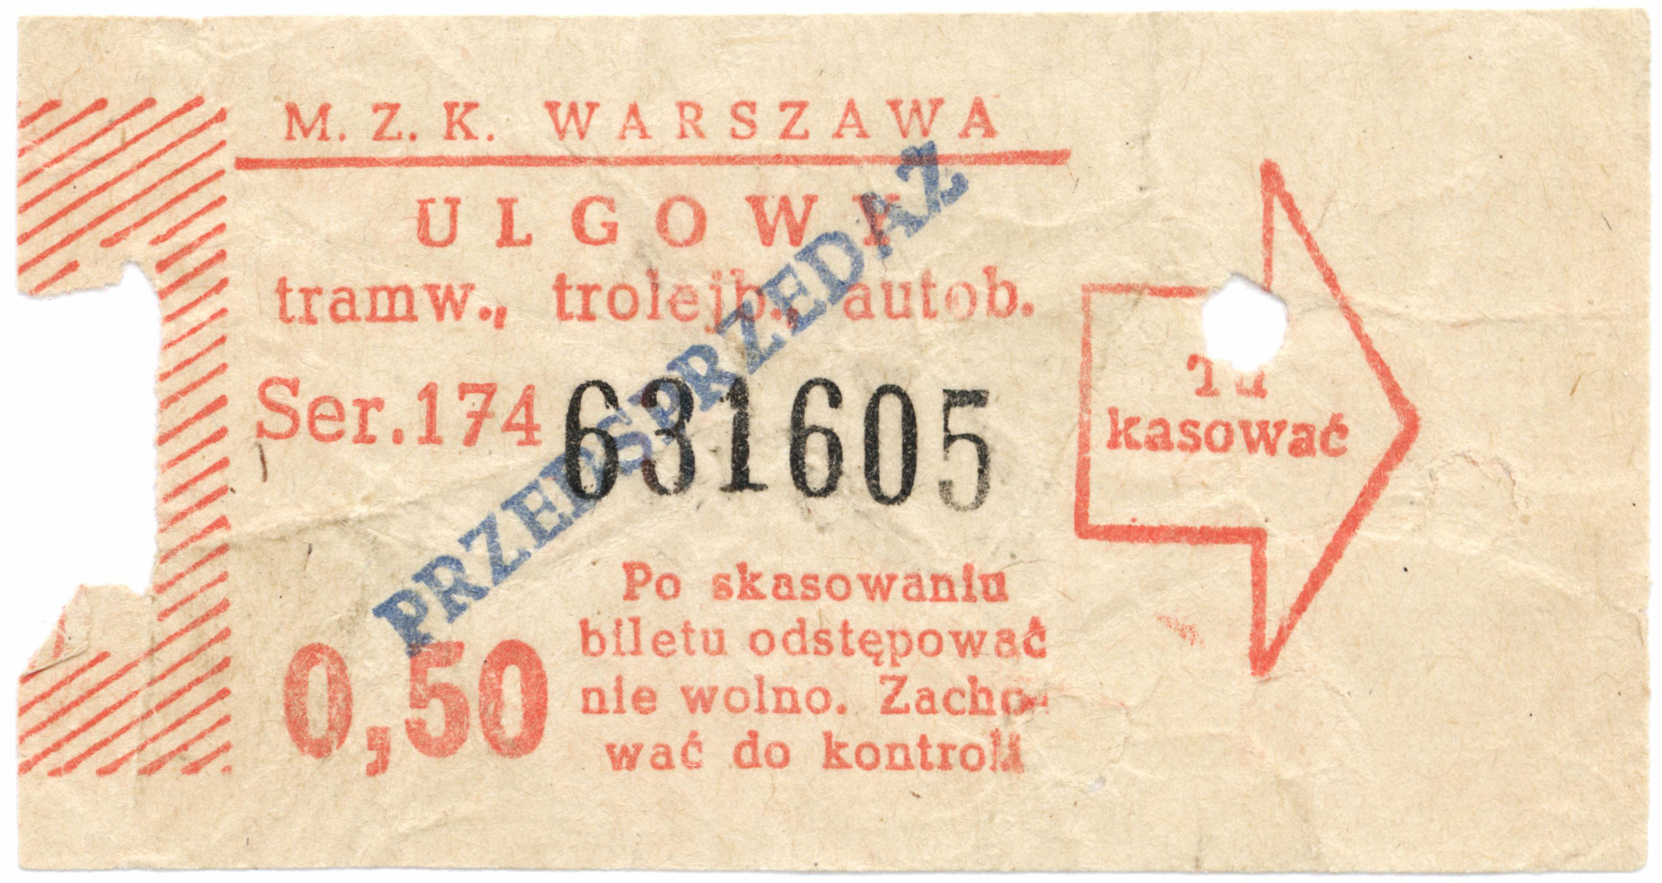 M. Z. K. WARSZAWA
ULGOWY
tramw., trolejb., autob.
Ser.174 631605
PRZEDSPRZEDAŻ
0,50
Po skasowaniu
biletu odstępować
nie wolno. Zacho-
wać do kontroli
Tu
kasować